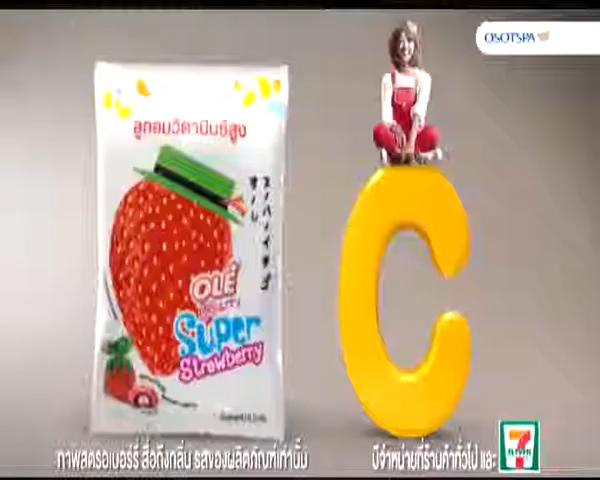 OSOTSPA
ลูกอมวิตามินซีสูง
OLÉ
Super
Strawberry
C
ภาพสตรอเบอร์รี่ สื่อถึงกลิ่น รสของผลิตภัณฑ์เท่านั้น
มีจำหน่ายที่ร้านค้าทั่วไป และ
7
ELEVEN